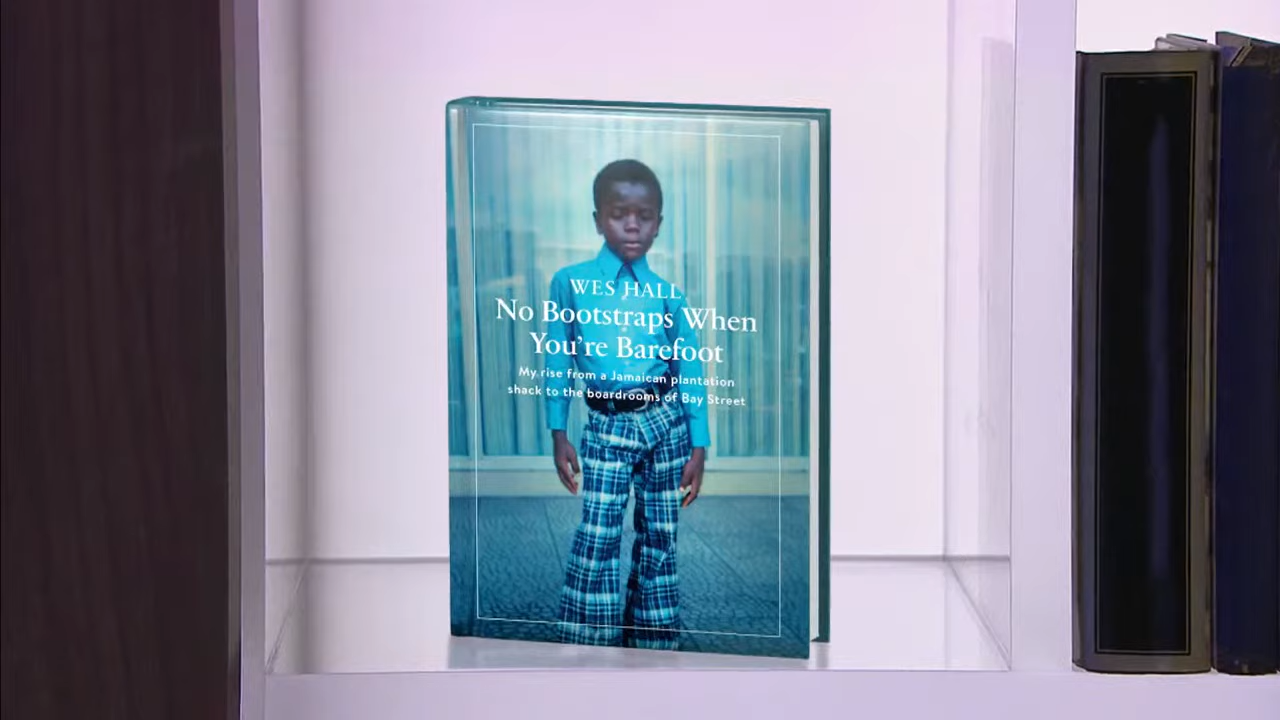 WES HALL
No Bootstraps When
You're Barefoot
My rise from a Jamaican plantation
shack to the boardrooms of Bay Street